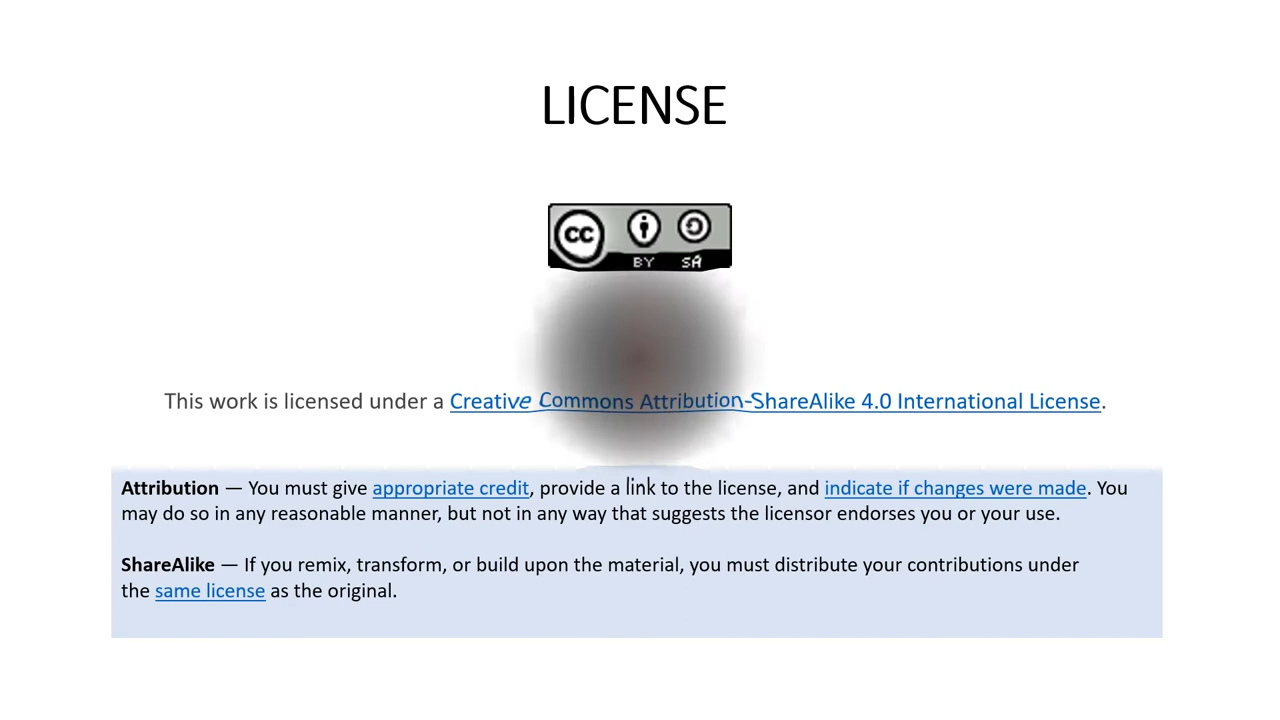 LICENSE
CC BY SA
This work is licensed under a Creative Commons Attribution-ShareAlike 4.0 International License.
Attribution — You must give appropriate credit, provide a link to the license, and indicate if changes were made. You
may do so in any reasonable manner, but not in any way that suggests the licensor endorses you or your use.
ShareAlike — If you remix, transform, or build upon the material, you must distribute your contributions under
the same license as the original.